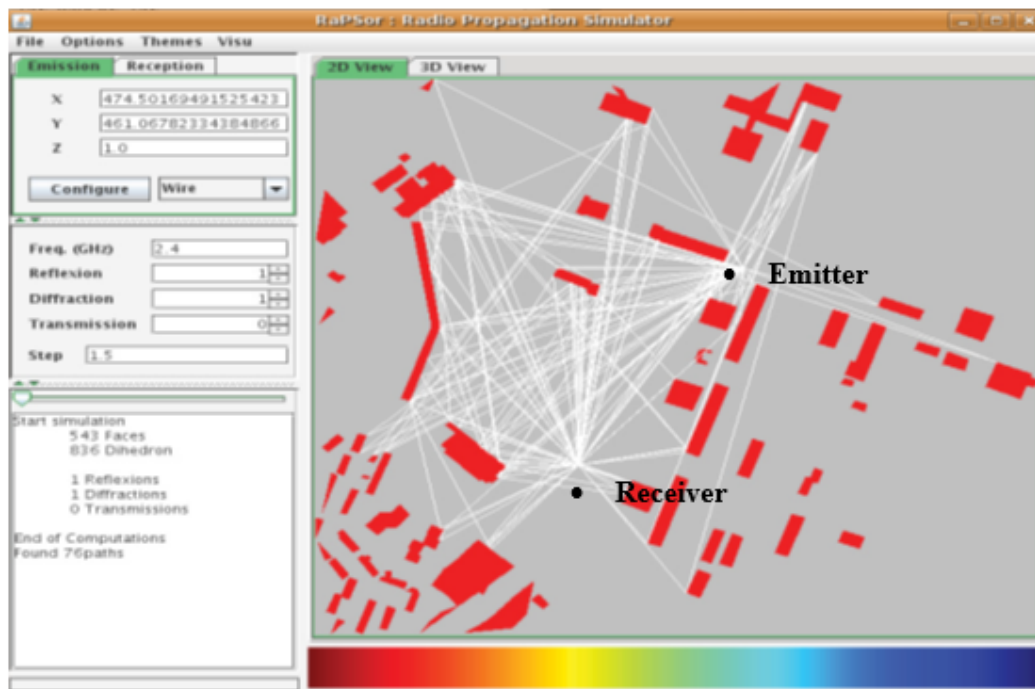 RaPSor : Radio Propagation Simulator
File Options Themes Visu
Emission Reception
X 474.50169491525423
Y 461.06782334384866
Z 1.0
Configure Wire
Freq. (GHz) 2.4
Reflexion 1
Diffraction 1
Transmission 0
Step 1.5
Start simulation
543 Faces
836 Dihedron
1 Reflexions
1 Diffractions
0 Transmissions
End of Computations
Found 76paths
2D View 3D View
Emitter
Receiver